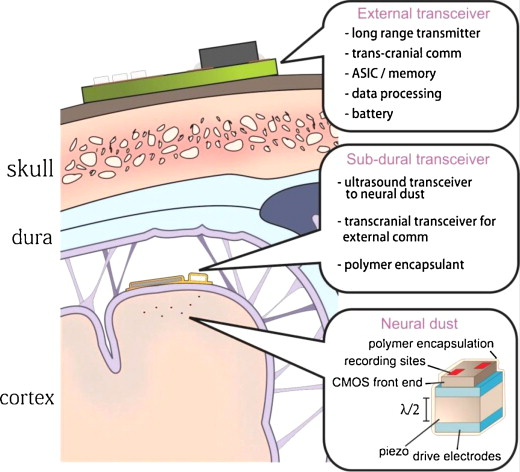 External transceiver
- long range transmitter
- trans-cranial comm
- ASIC / memory
- data processing
- battery
skull
Sub-dural transceiver
- ultrasound transceiver
to neural dust
- transcranial transceiver for
external comm
- polymer encapsulant
dura
Neural dust
polymer encapsulation
recording sites
CMOS front end
λ/2
piezo
drive electrodes
cortex